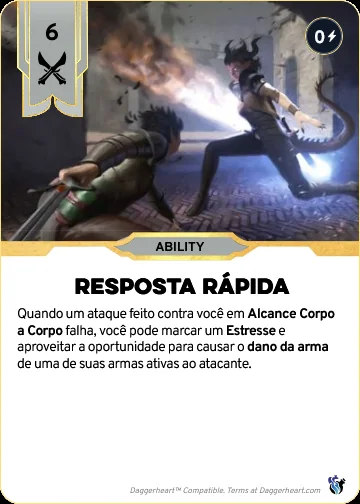 6
0
ABILITY
RESPOSTA RÁPIDA
Quando um ataque feito contra você em Alcance Corpo
a Corpo falha, você pode marcar um Estresse e
aproveitar a oportunidade para causar o dano da arma
de uma de suas armas ativas ao atacante.
Daggerheart™ Compatible. Terms at Daggerheart.com